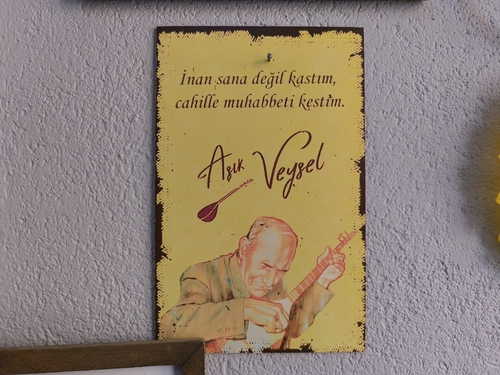 İnan sana değil kastım,
cahille muhabbeti kestim.
Aşık Veysel